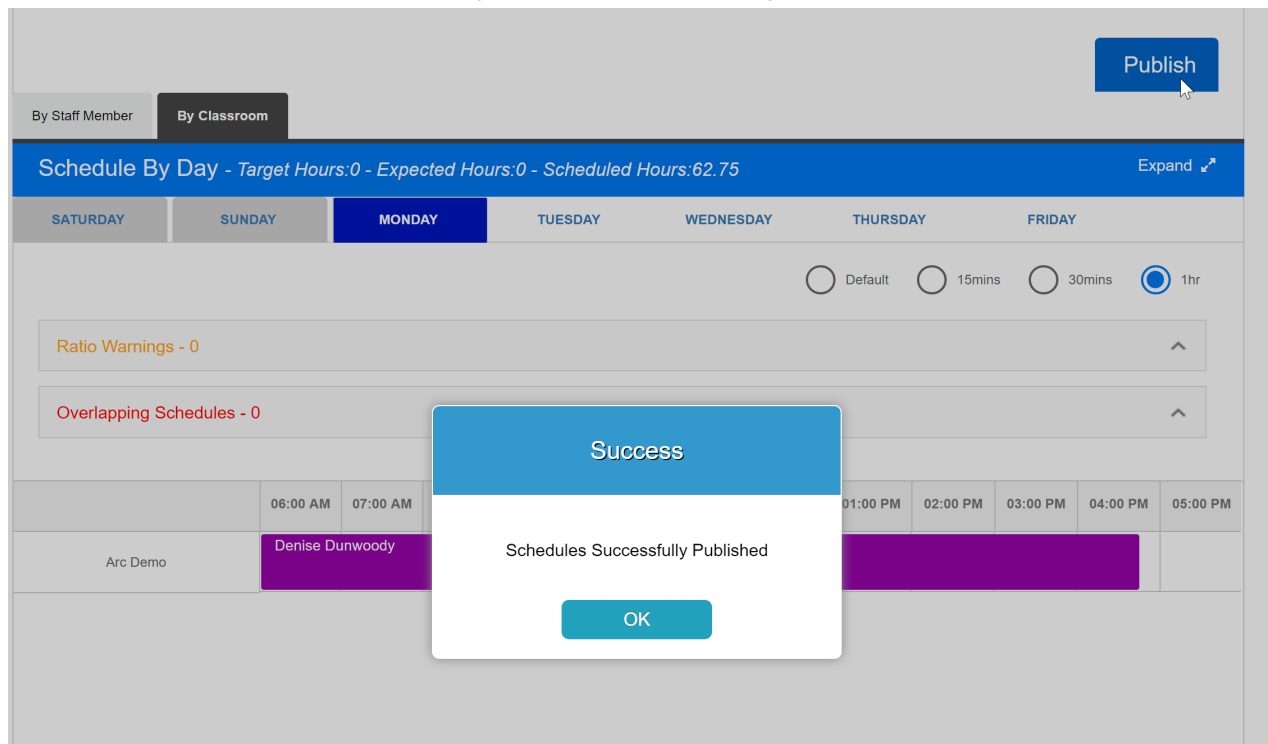 Publish
By Staff Member By Classroom
Schedule By Day - Target Hours:0 - Expected Hours:0 - Scheduled Hours:62.75 Expand
SATURDAY SUNDAY MONDAY TUESDAY WEDNESDAY THURSDAY FRIDAY
Default 15mins 30mins 1hr
Ratio Warnings - 0
Overlapping Schedules - 0
Success
06:00 AM 07:00 AM 01:00 PM 02:00 PM 03:00 PM 04:00 PM 05:00 PM
Arc Demo Denise Dunwoody
Schedules Successfully Published
OK